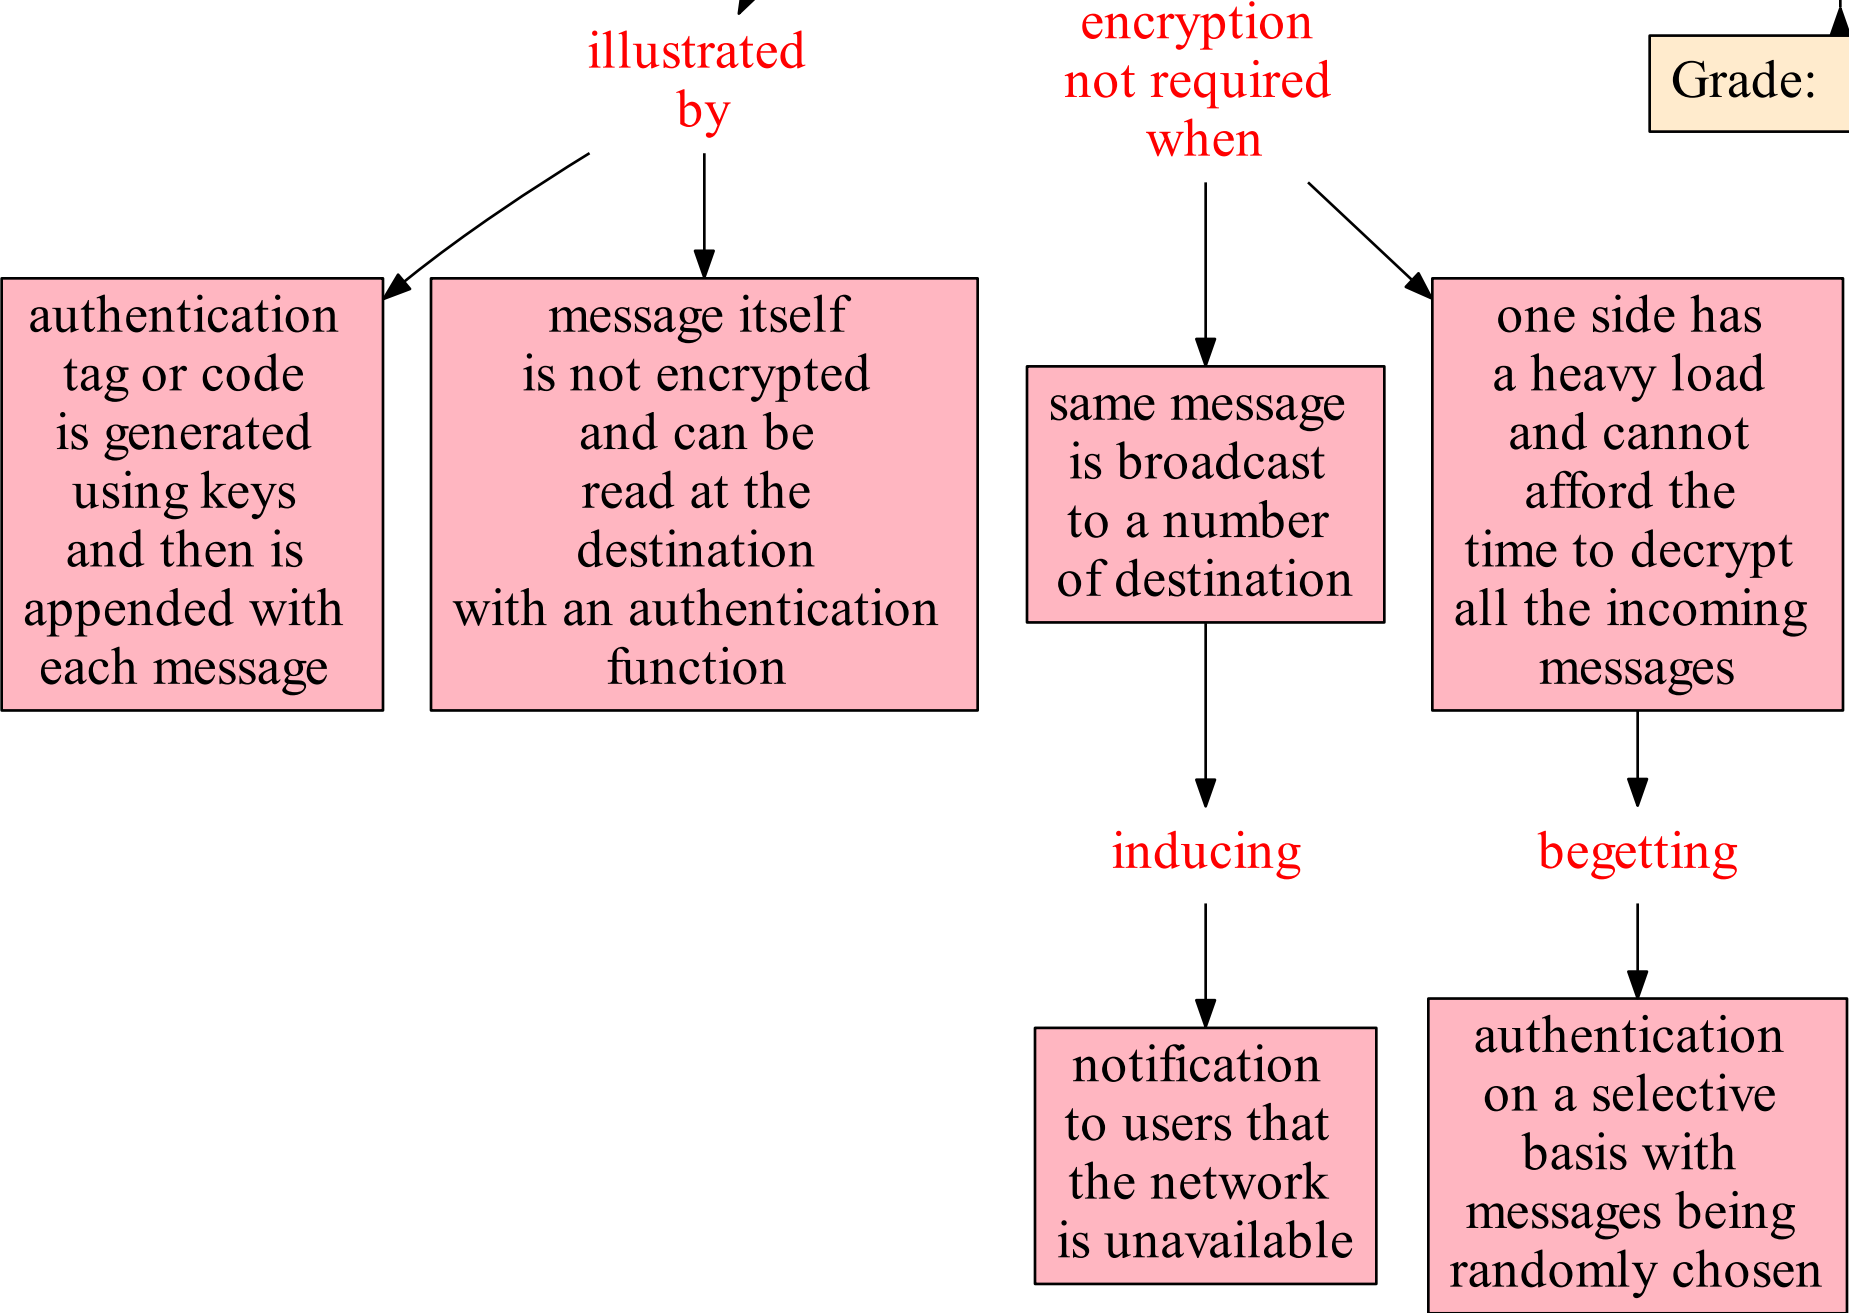 illustrated
by
encryption
not required
when
Grade:
authentication
tag or code
is generated
using keys
and then is
appended with
each message
message itself
is not encrypted
and can be
read at the
destination
with an authentication
function
same message
is broadcast
to a number
of destination
one side has
a heavy load
and cannot
afford the
time to decrypt
all the incoming
messages
inducing
begetting
notification
to users that
the network
is unavailable
authentication
on a selective
basis with
messages being
randomly chosen